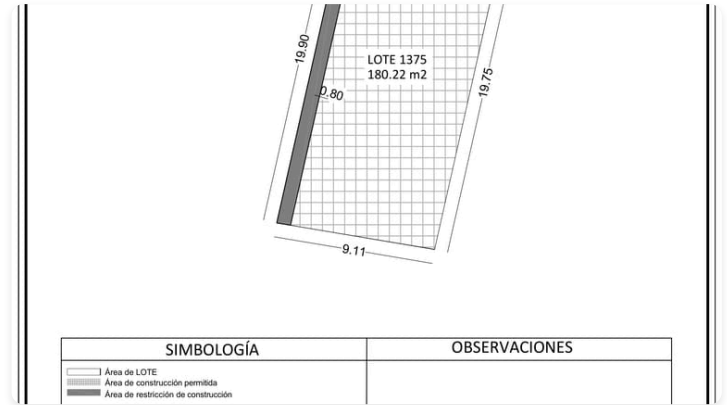 19.90
LOTE 1375
180.22 m2
19.75
0.80
9.11
SIMBOLOGÍA
OBSERVACIONES
Área de LOTE
Área de construcción permitida
Área de restricción de construcción